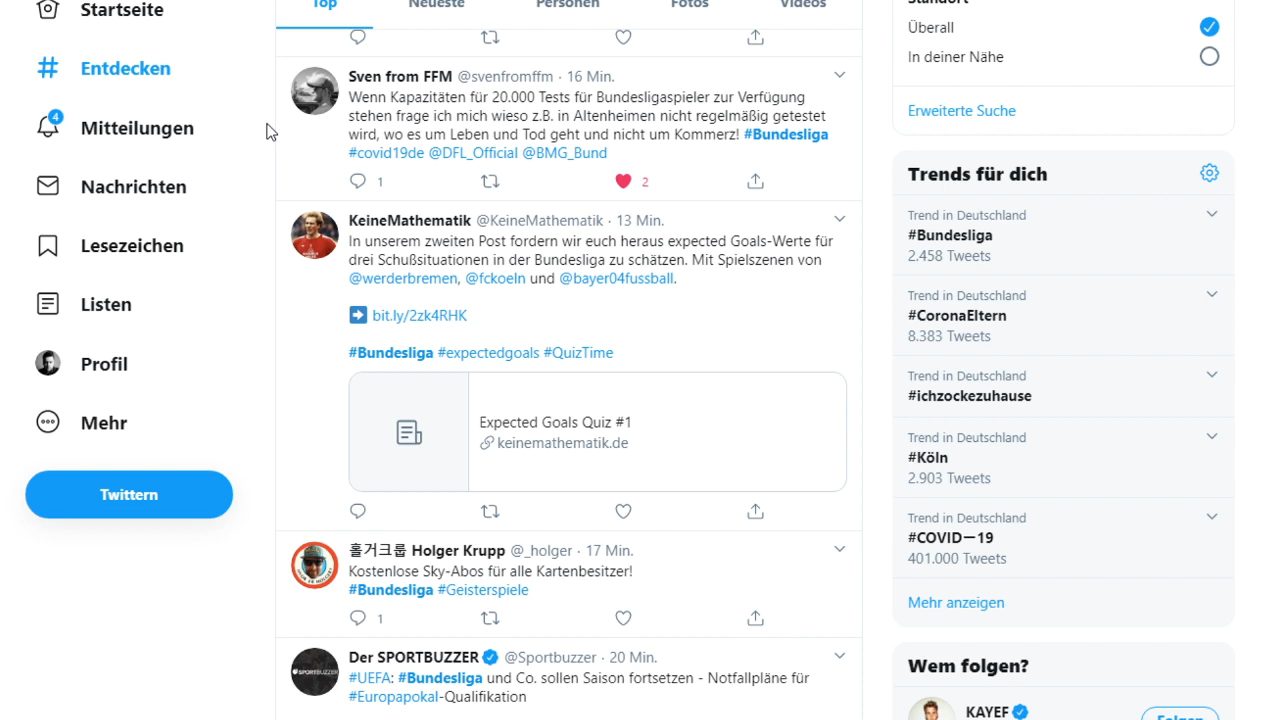 Startseite
Entdecken
4
Mitteilungen
Nachrichten
Lesezeichen
Listen
Profil
Mehr
Twittern
Top Neueste Personen Fotos Videos
Sven from FFM @svenfromffm · 16 Min.
Wenn Kapazitäten für 20.000 Tests für Bundesligaspieler zur Verfügung
stehen frage ich mich wieso z.B. in Altenheimen nicht regelmäßig getestet
wird, wo es um Leben und Tod geht und nicht um Kommerz! #Bundesliga
#covid19de @DFL_Official @BMG_Bund
1 2
KeineMathematik @KeineMathematik · 13 Min.
In unserem zweiten Post fordern wir euch heraus expected Goals-Werte für
drei Schußsituationen in der Bundesliga zu schätzen. Mit Spielszenen von
@werderbremen, @fckoeln und @bayer04fussball.
➡ bit.ly/2zk4RHK
#Bundesliga #expectedgoals #QuizTime
Expected Goals Quiz #1
keinemathematik.de
홀거크룹 Holger Krupp @_holger · 17 Min.
Kostenlose Sky-Abos für alle Kartenbesitzer!
#Bundesliga #Geisterspiele
1
Der SPORTBUZZER @Sportbuzzer · 20 Min.
#UEFA: #Bundesliga und Co. sollen Saison fortsetzen - Notfallpläne für
#Europapokal-Qualifikation
Standort
Überall
In deiner Nähe
Erweiterte Suche
Trends für dich
Trend in Deutschland
#Bundesliga
2.458 Tweets
Trend in Deutschland
#CoronaEltern
8.383 Tweets
Trend in Deutschland
#ichzockezuhause
Trend in Deutschland
#Köln
2.903 Tweets
Trend in Deutschland
#COVIDー19
401.000 Tweets
Mehr anzeigen
Wem folgen?
KAYEF
Folgen